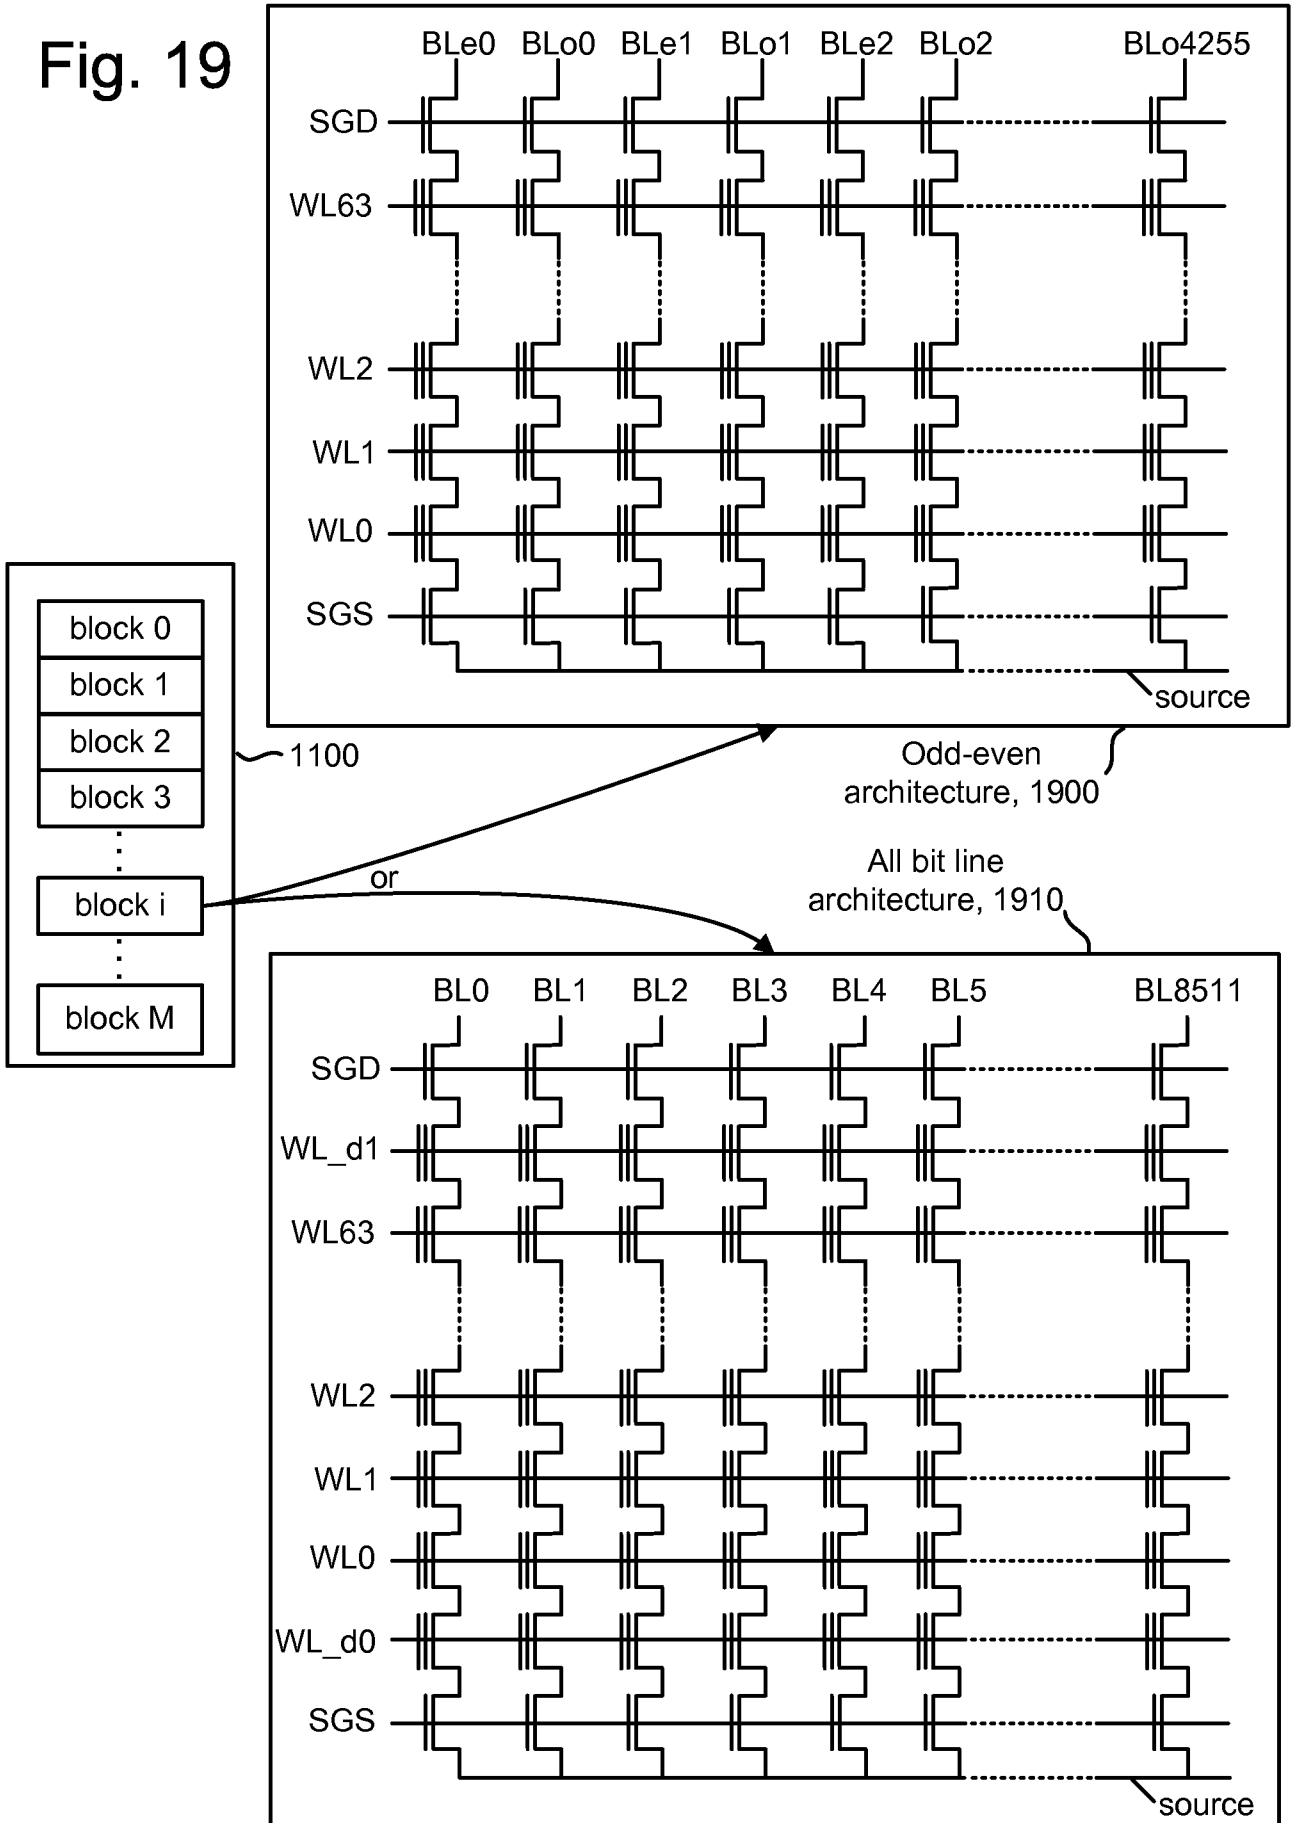 Fig. 19
BLe0 BLo0 BLe1 BLo1 BLe2 BLo2 BLo4255
SGD
WL63
WL2
WL1
WL0
SGS
source
block 0
block 1
block 2
block 3
block i
block M
1100
or
Odd-even
architecture, 1900
All bit line
architecture, 1910
BL0 BL1 BL2 BL3 BL4 BL5 BL8511
SGD
WL_d1
WL63
WL2
WL1
WL0
WL_d0
SGS
source